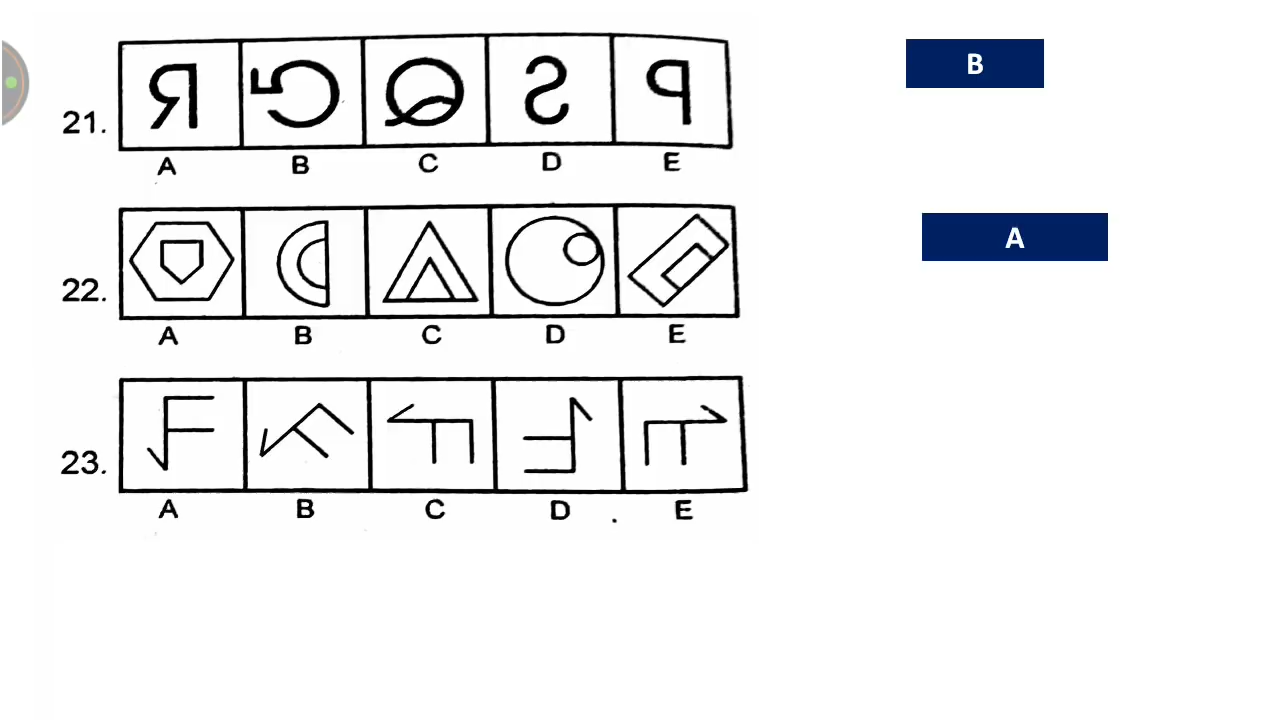 B
21.
A B C D E
A
22.
A B C D E
23.
A B C D E